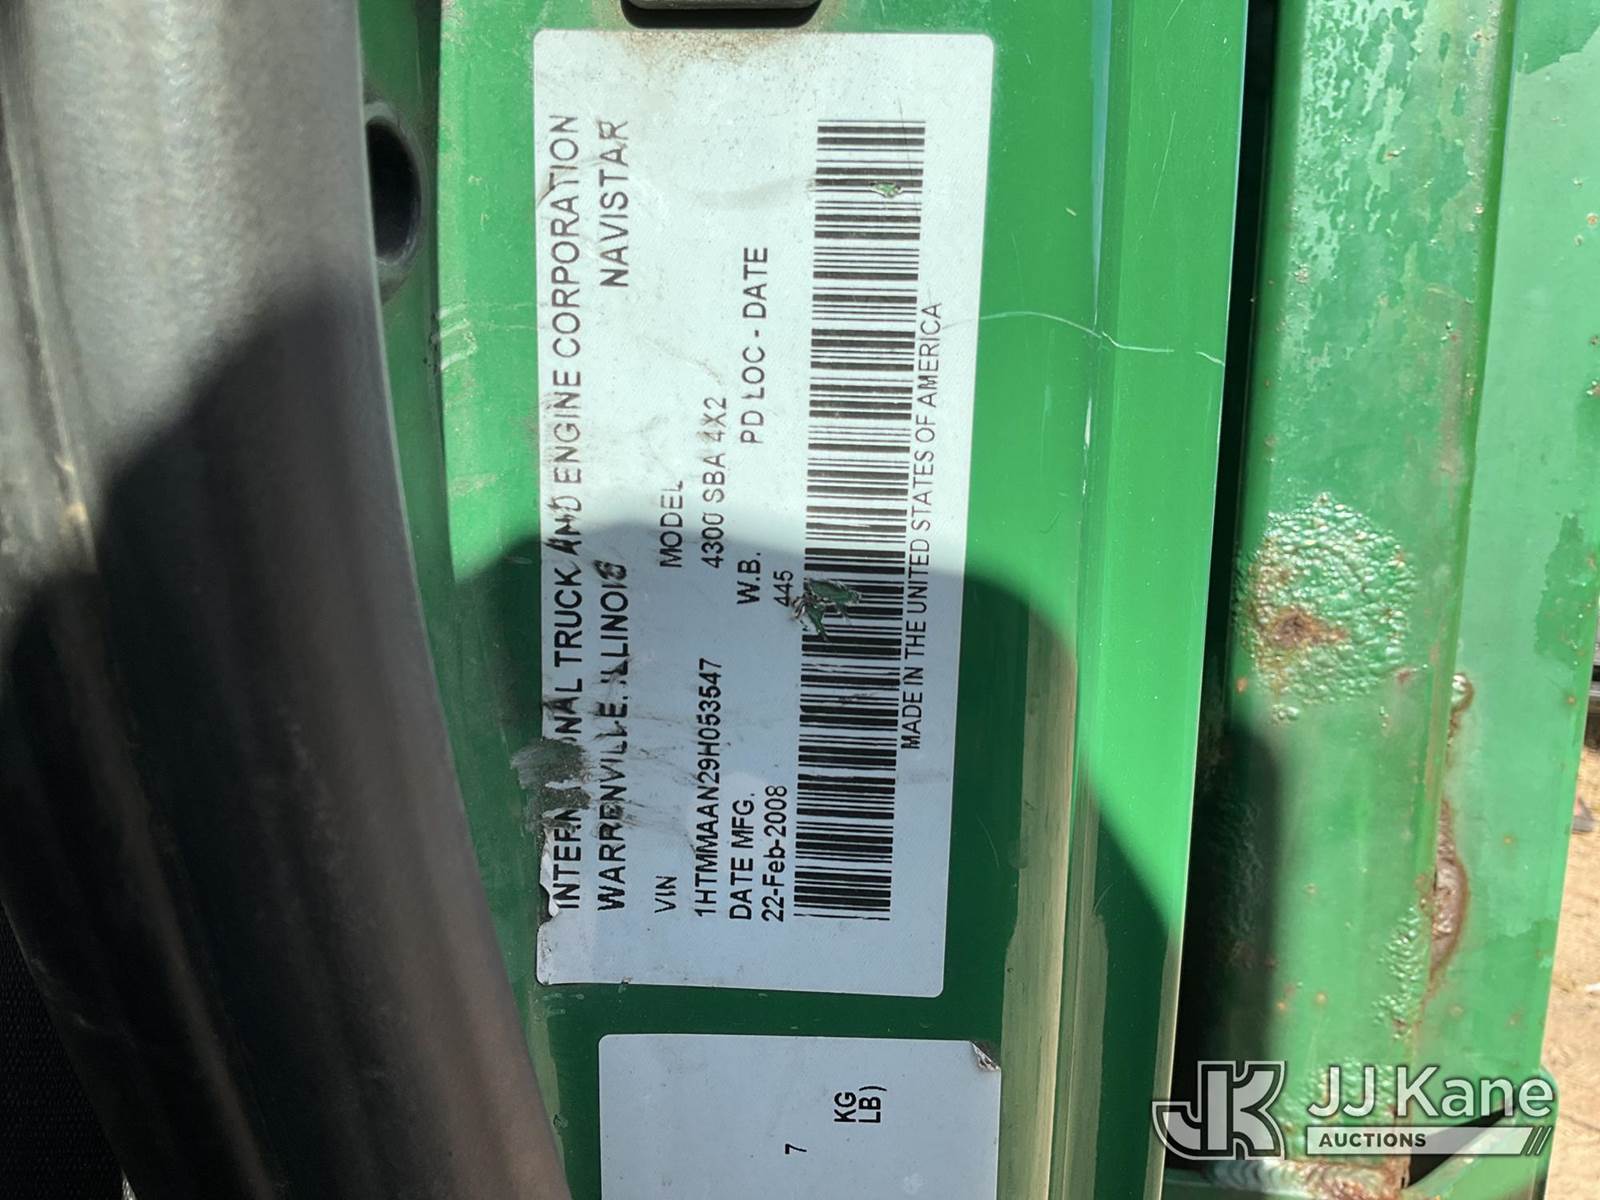 INTERNATIONAL TRUCK AND ENGINE CORPORATION
WARRENVILLE, ILLINOIS NAVISTAR
VIN MODEL
1HTMMAAN29H053547 4300 SBA 4X2
DATE MFG. W.B. PD LOC - DATE
22-Feb-2008 445
MADE IN THE UNITED STATES OF AMERICA
7
KG
LB)
JK JJ Kane
AUCTIONS